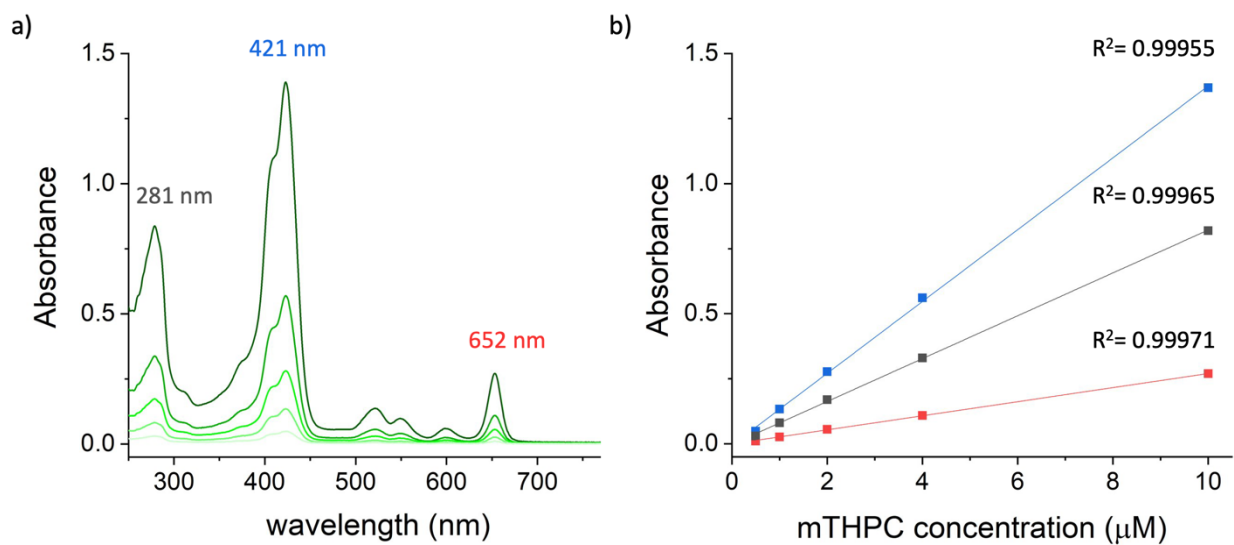 a)
421 nm
281 nm
652 nm
1.5
1.0
0.5
0.0
Absorbance
300 400 500 600 700
wavelength (nm)
b)
R²= 0.99955
R²= 0.99965
R²= 0.99971
1.5
1.0
0.5
0.0
Absorbance
0 2 4 6 8 10
mTHPC concentration (μM)